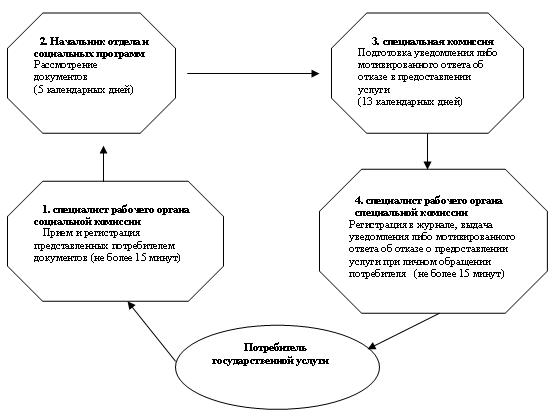 2. Начальник отдела и
социальных программ
Рассмотрение
документов
(5 календарных дней)
3. специальная комиссия
Подготовка уведомления либо
мотивированного ответа об
отказе в предоставлении
услуги
(13 календарных дней)
1. специалист рабочего органа
социальной комиссии
Прием и регистрация
представленных потребителем
документов (не более 15 минут)
4. специалист рабочего органа
специальной комиссии
Регистрация в журнале, выдача
уведомления либо мотивированного
ответа об отказе о предоставлении
услуги при личном обращении
потребителя (не более 15 минут)
Потребитель
государственной услуги